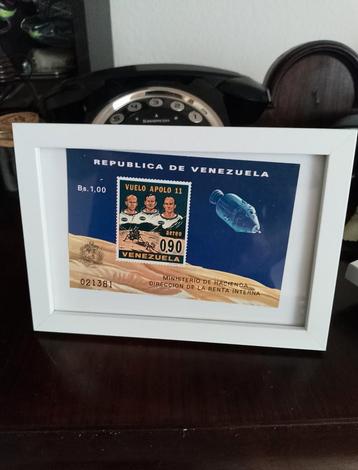 REPUBLICA DE VENEZUELA
Bs. 1,00
VUELO APOLO 11
aereo
0,90
VENEZUELA
MINISTERIO DE HACIENDA
DIRECCION DE LA RENTA INTERNA
021381